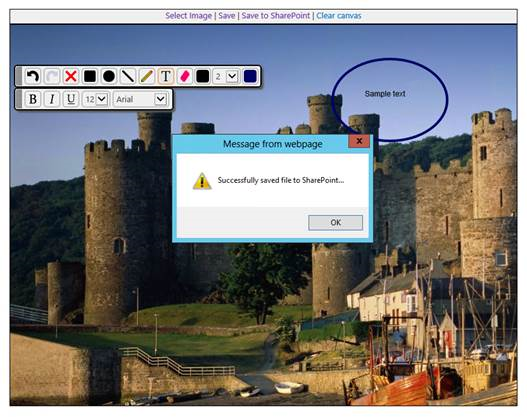 Select Image | Save | Save to SharePoint | Clear canvas
T
2
B I U 12 Arial
Sample text
Message from webpage
x
Successfully saved file to SharePoint...
OK